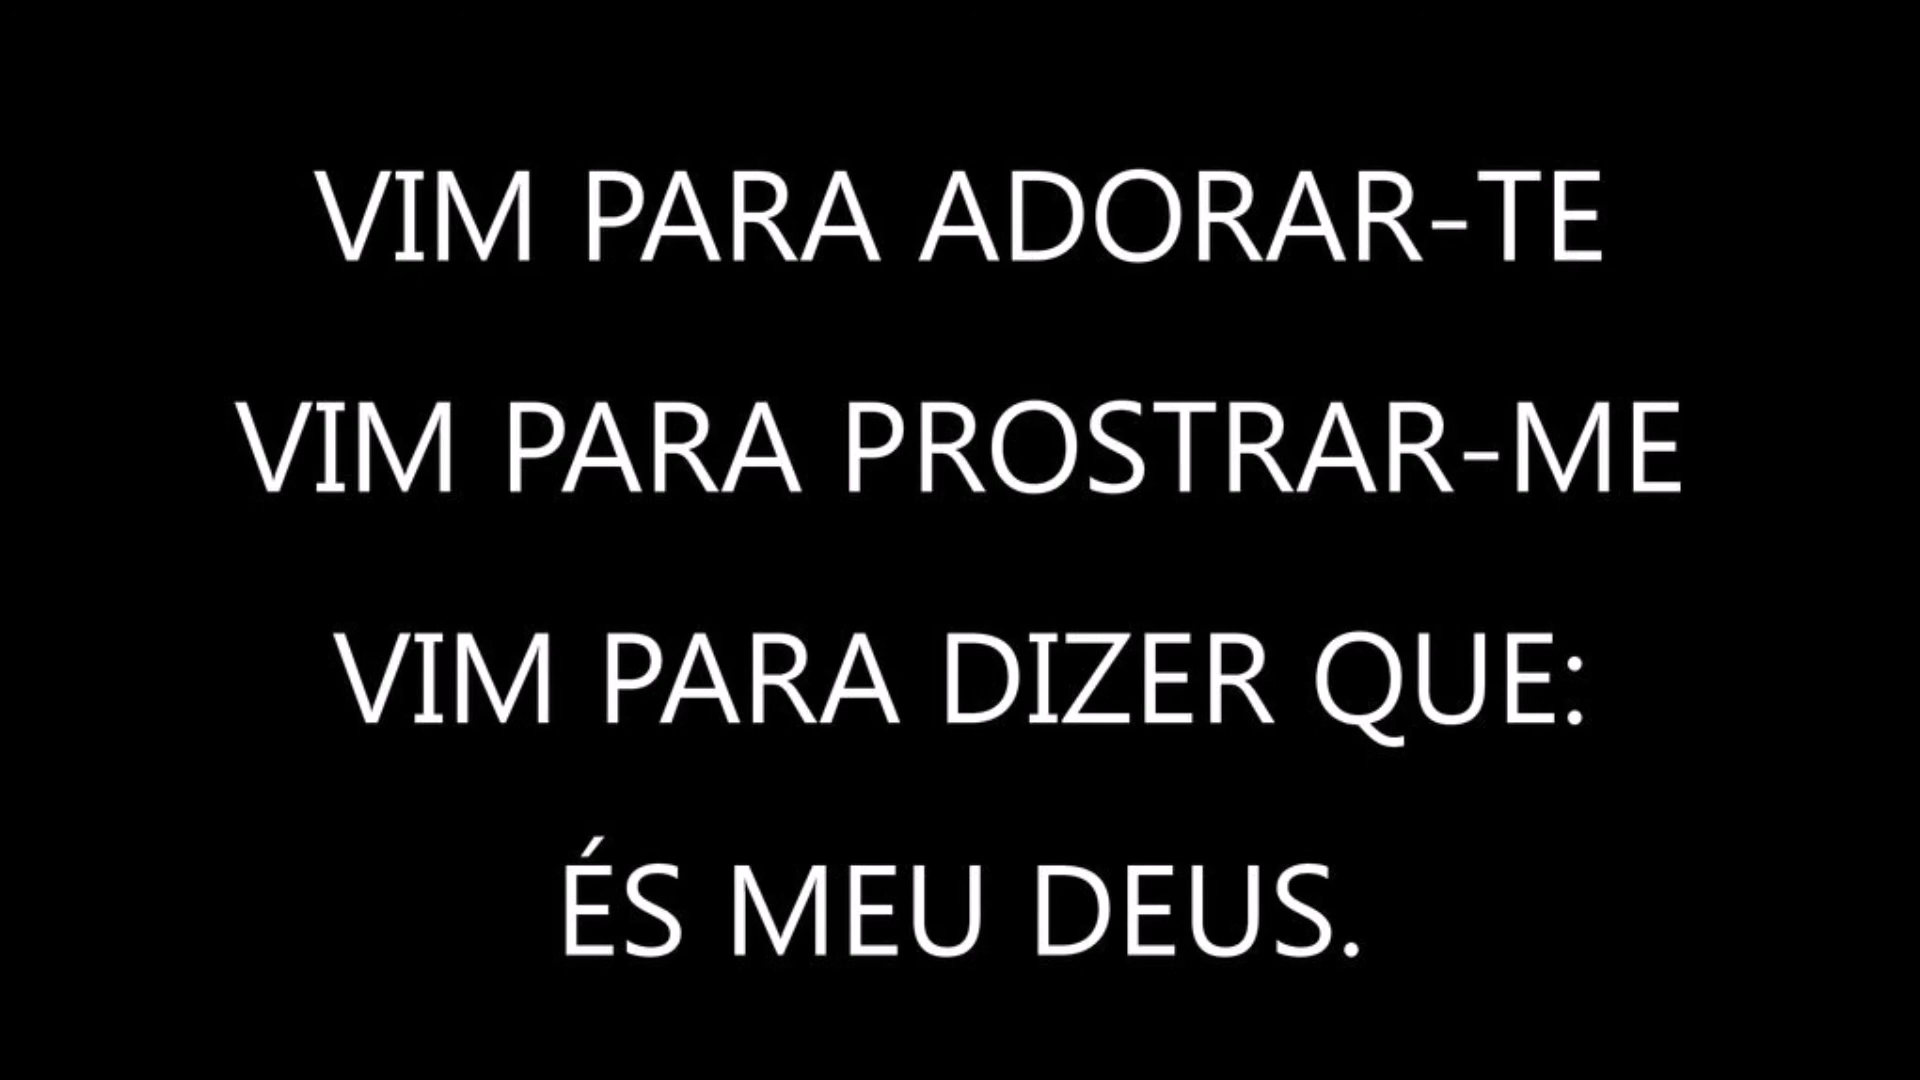 VIM PARA ADORAR-TE
VIM PARA PROSTRAR-ME
VIM PARA DIZER QUE:
ÉS MEU DEUS.